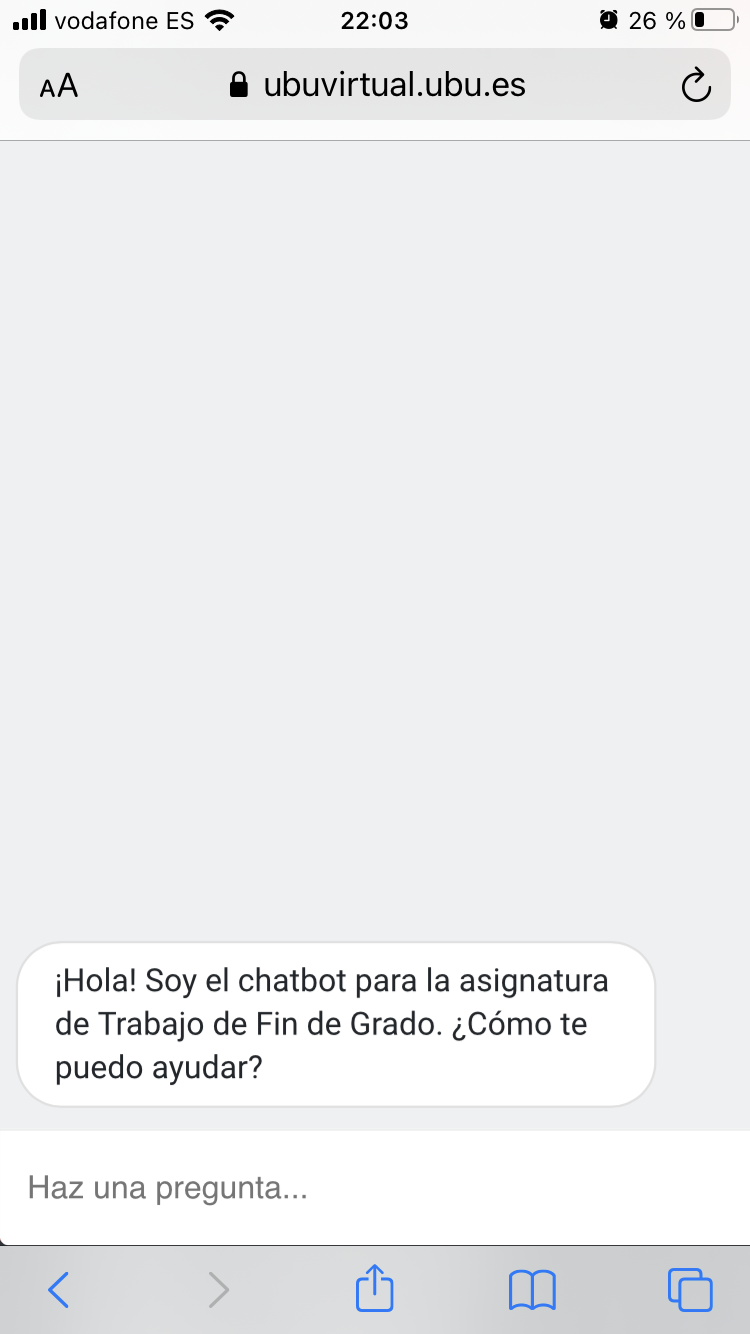 vodafone ES 22:03 26 %
AA ubuvirtual.ubu.es
¡Hola! Soy el chatbot para la asignatura
de Trabajo de Fin de Grado. ¿Cómo te
puedo ayudar?
Haz una pregunta...